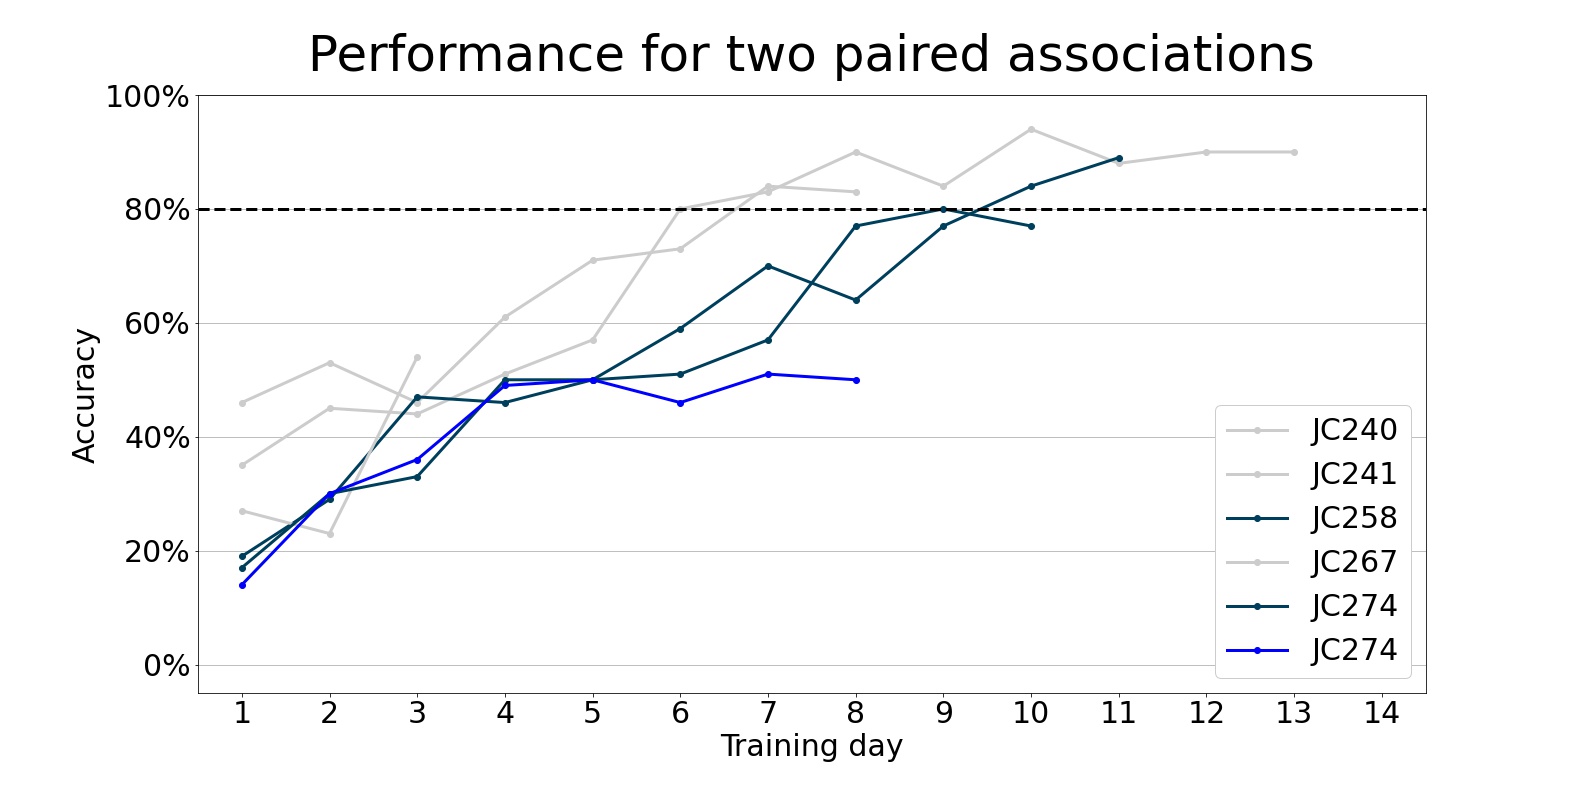 Performance for two paired associations
100%
80%
60%
40%
20%
0%
Accuracy
JC240
JC241
JC258
JC267
JC274
JC274
1 2 3 4 5 6 7 8 9 10 11 12 13 14
Training day